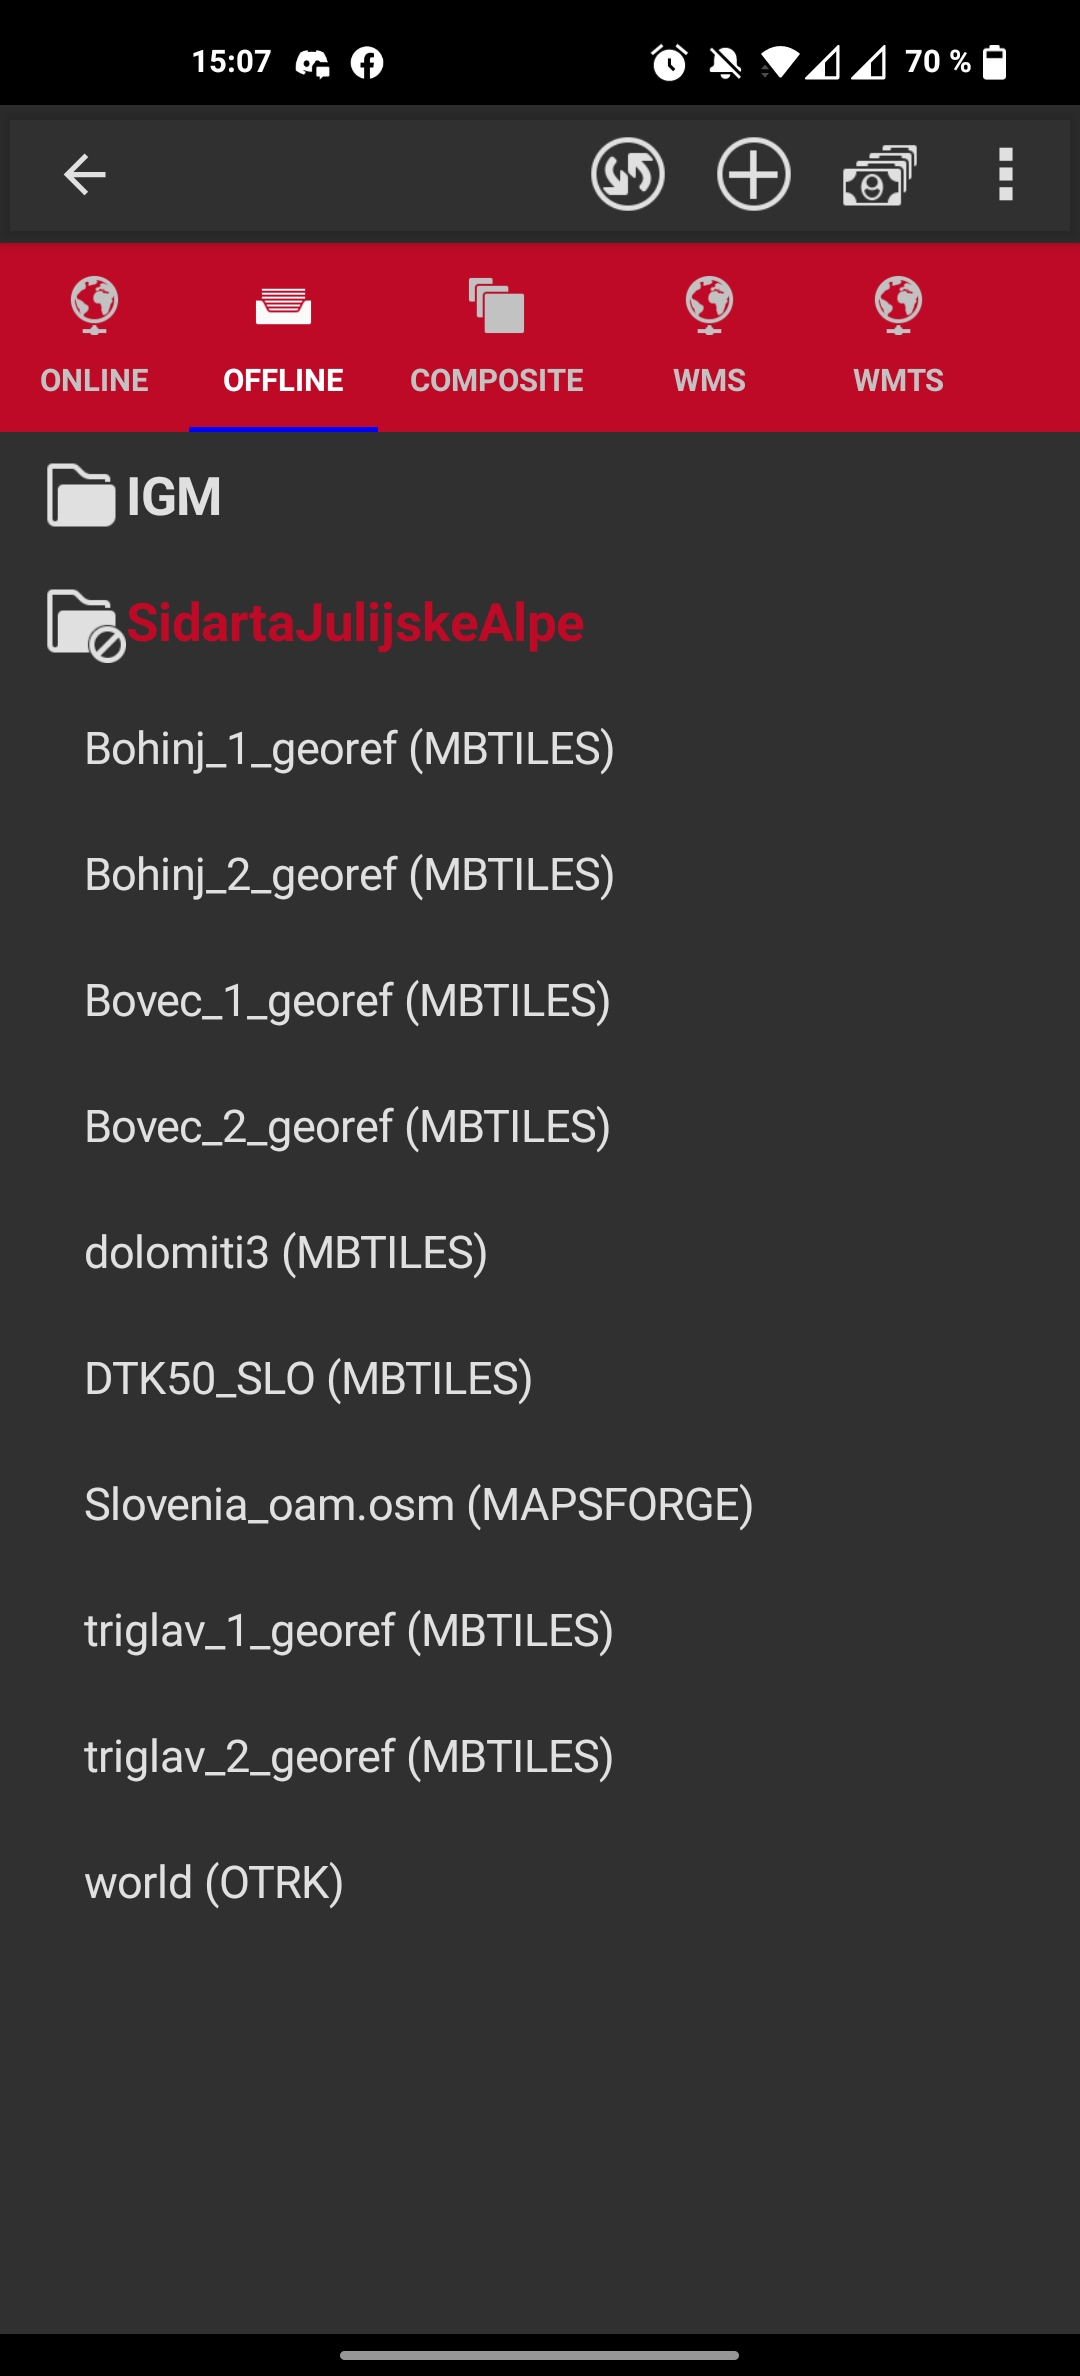 15:07
70 %
ONLINE
OFFLINE
COMPOSITE
WMS
WMTS
IGM
SidartaJulijskeAlpe
Bohinj_1_georef (MBTILES)
Bohinj_2_georef (MBTILES)
Bovec_1_georef (MBTILES)
Bovec_2_georef (MBTILES)
dolomiti3 (MBTILES)
DTK50_SLO (MBTILES)
Slovenia_oam.osm (MAPSFORGE)
triglav_1_georef (MBTILES)
triglav_2_georef (MBTILES)
world (OTRK)